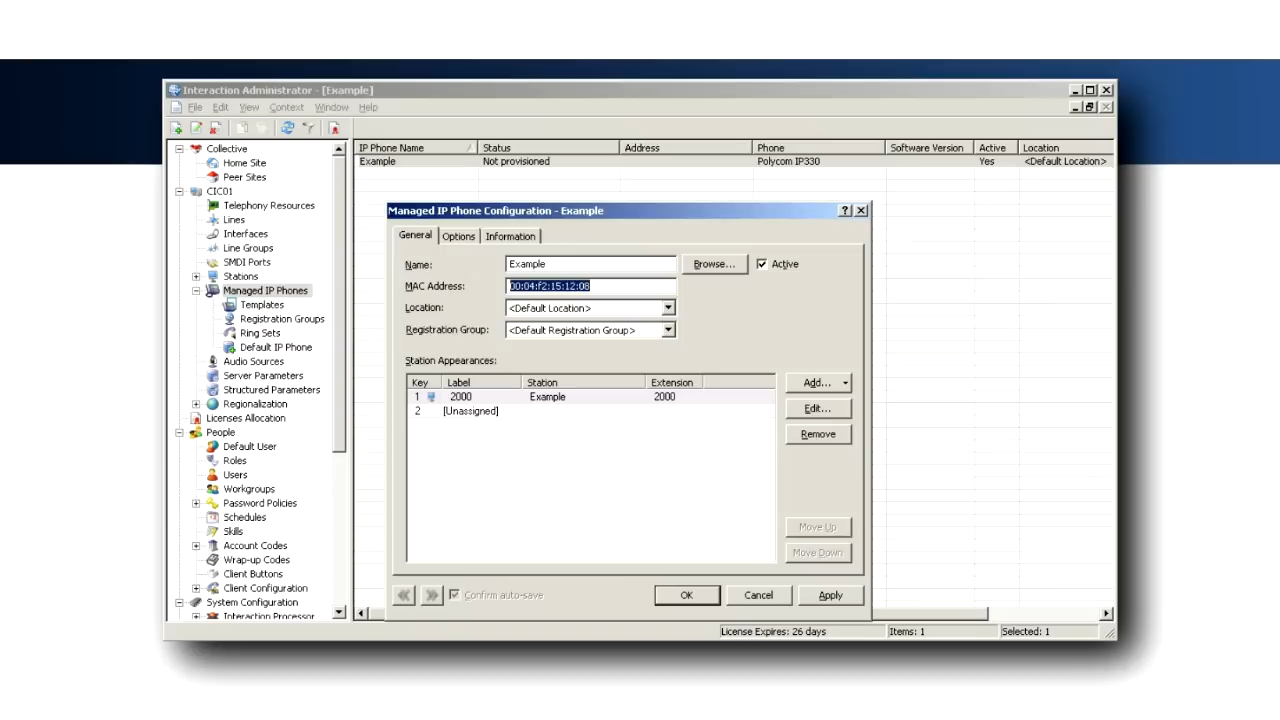 Interaction Administrator - [Example]
File Edit View Context Window Help
Collective
Home Site
Peer Sites
CIC01
Telephony Resources
Lines
Interfaces
Line Groups
SMDI Ports
Stations
Managed IP Phones
Templates
Registration Groups
Ring Sets
Default IP Phone
Audio Sources
Server Parameters
Structured Parameters
Regionalization
Licenses Allocation
People
Default User
Roles
Users
Workgroups
Password Policies
Schedules
Skills
Account Codes
Wrap-up Codes
Client Buttons
Client Configuration
System Configuration
Interaction Processor
IP Phone Name Status Address Phone Software Version Active Location
Example Not provisioned Polycom IP330 Yes <Default Location>
Managed IP Phone Configuration - Example
General Options Information
Name: Example Browse... Active
MAC Address: 00:04:f2:15:12:08
Location: <Default Location>
Registration Group: <Default Registration Group>
Station Appearances:
Key Label Station Extension
1 2000 Example 2000
2 [Unassigned]
Add...
Edit...
Remove
Move Up
Move Down
Confirm auto-save OK Cancel Apply
License Expires: 26 days Items: 1 Selected: 1